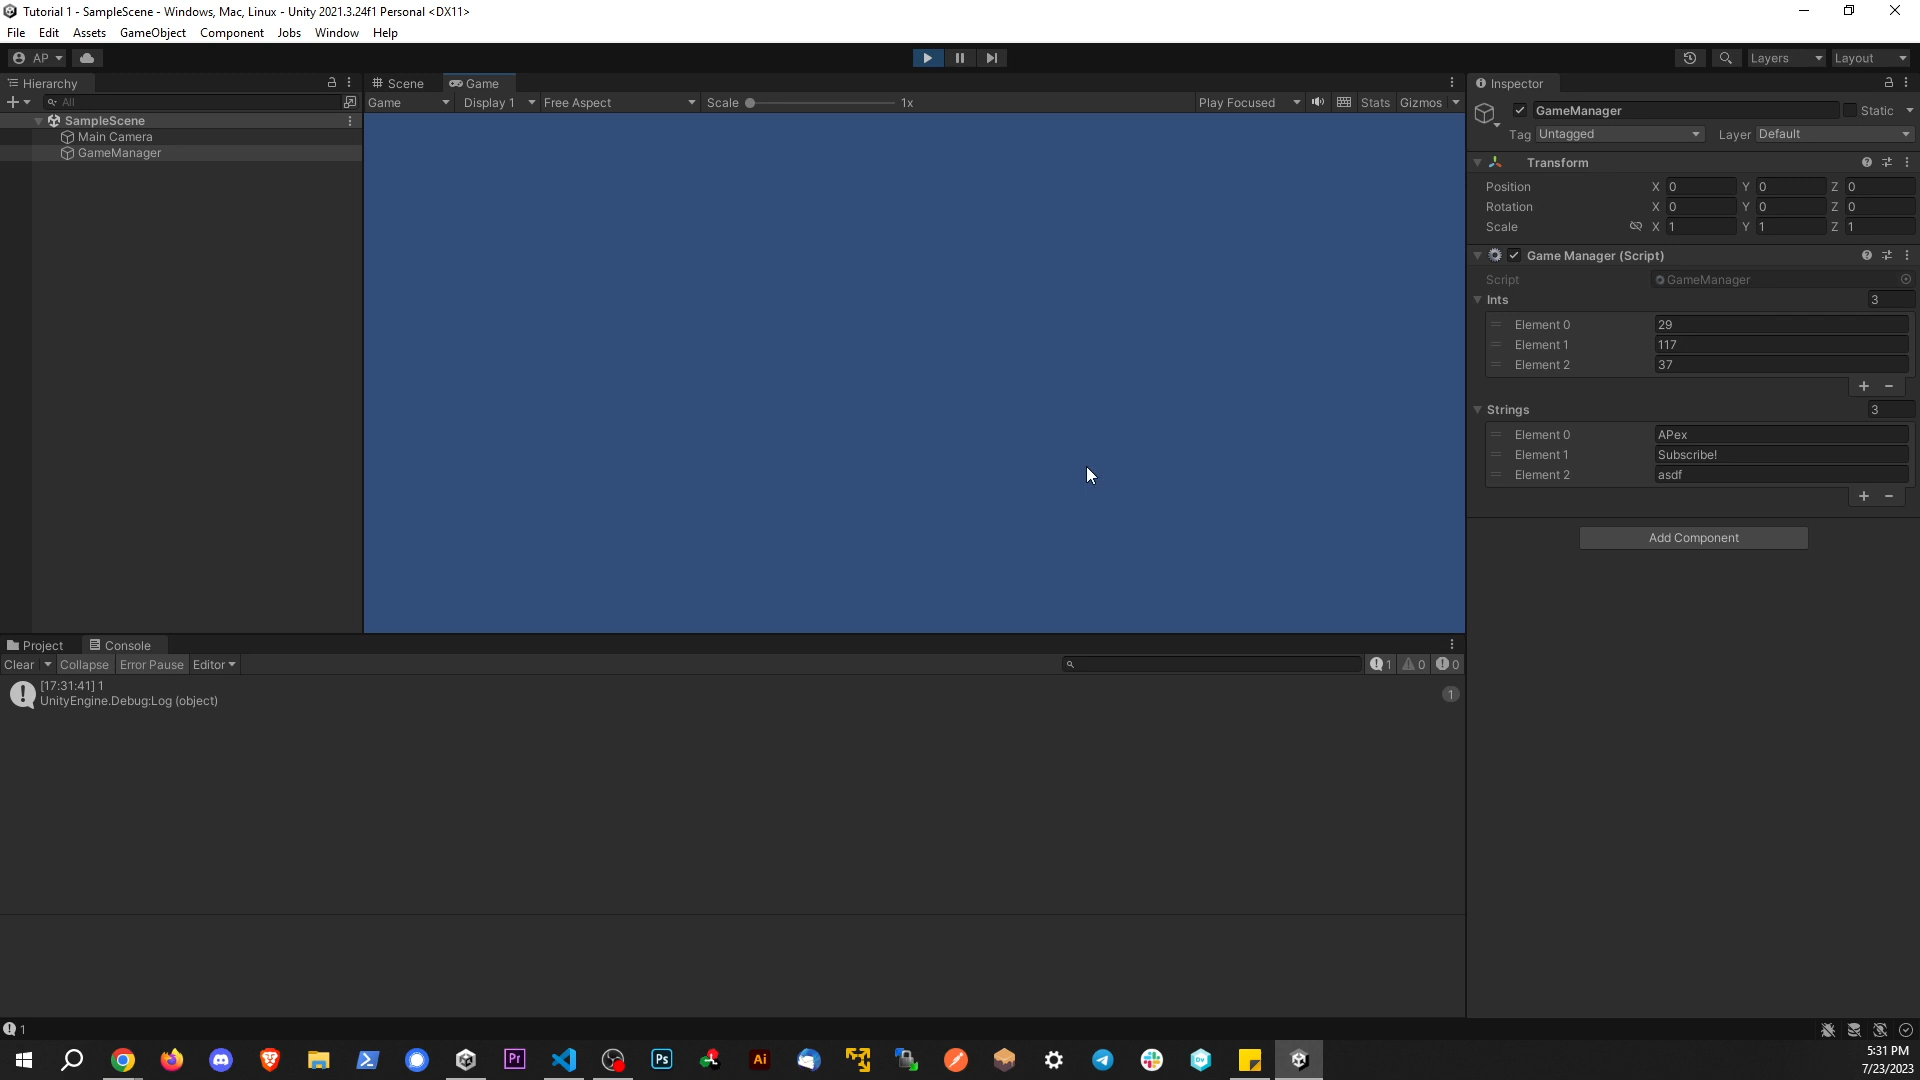 Tutorial 1 - SampleScene - Windows, Mac, Linux - Unity 2021.3.24f1 Personal <DX11>
File Edit Assets GameObject Component Jobs Window Help
AP Layers Layout
Hierarchy Scene Game Inspector
All Game Display 1 Free Aspect Scale 1x Play Focused Stats Gizmos
GameManager Static
SampleScene
Main Camera
GameManager
Tag Untagged Layer Default
Transform
Position X 0 Y 0 Z 0
Rotation X 0 Y 0 Z 0
Scale X 1 Y 1 Z 1
Game Manager (Script)
Script GameManager
Ints 3
Element 0 29
Element 1 117
Element 2 37
+ -
Strings 3
Element 0 APex
Element 1 Subscribe!
Element 2 asdf
+ -
Add Component
Project Console
Clear Collapse Error Pause Editor 1 0 0
[17:31:41] 1
UnityEngine.Debug:Log (object) 1
1
Pr Ps Ai
5:31 PM
7/23/2023